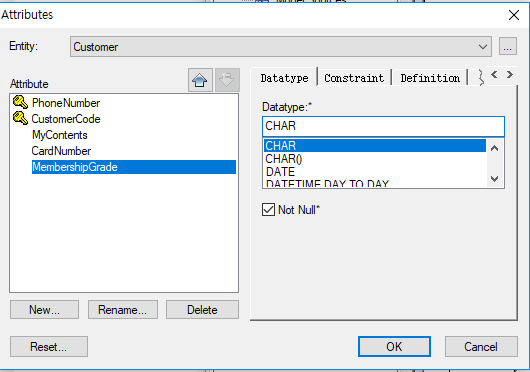 Attributes
Entity:
Customer
...
Attribute
PhoneNumber
CustomerCode
MyContents
CardNumber
MembershipGrade
New...
Rename...
Delete
Datatype
Constraint
Definition
Datatype:*
CHAR
CHAR
CHAR()
DATE
DATETIME DAY TO DAY
Not Null*
Reset...
OK
Cancel